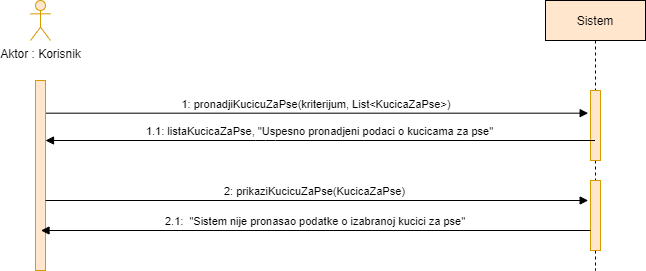 Sistem
Aktor : Korisnik
1: pronadjiKucicuZaPse(kriterijum, List<KucicaZaPse>)
1.1: listaKucicaZaPse, "Uspesno pronadjeni podaci o kucicama za pse"
2: prikaziKucicuZaPse(KucicaZaPse)
2.1: "Sistem nije pronasao podatke o izabranoj kucici za pse"